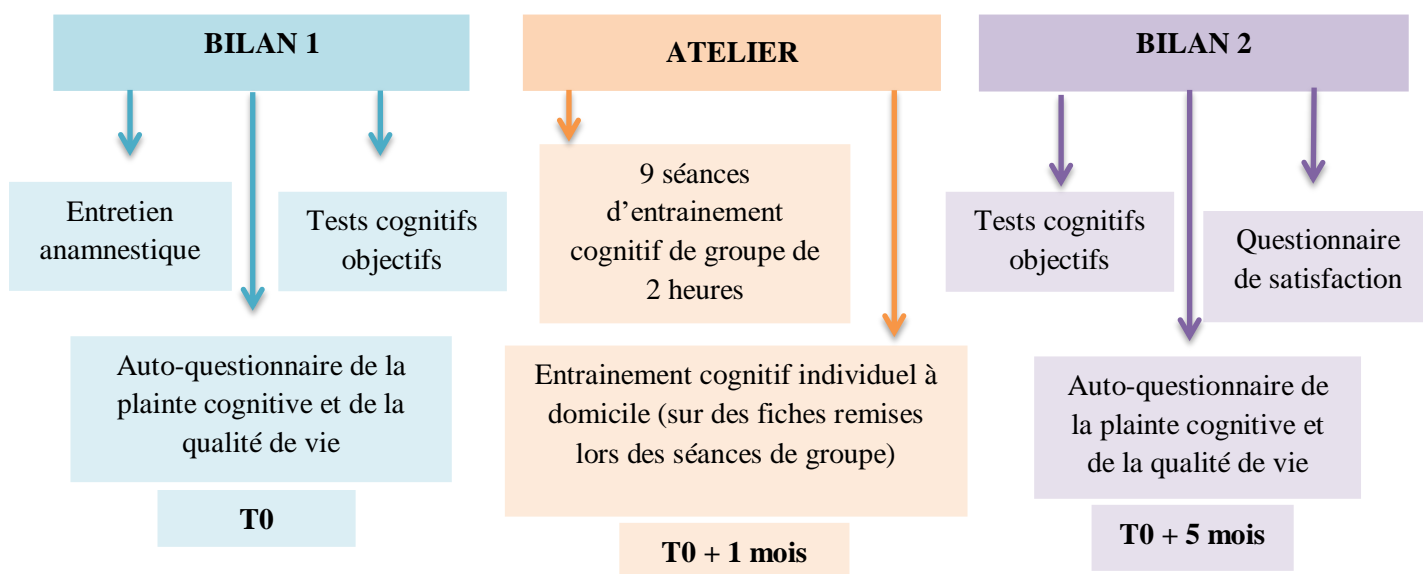 BILAN 1
Entretien
anamnestique
Tests cognitifs
objectifs
Auto-questionnaire de la
plainte cognitive et de la
qualité de vie
T0
ATELIER
9 séances
d’entrainement
cognitif de groupe de
2 heures
Entrainement cognitif individuel à
domicile (sur des fiches remises
lors des séances de groupe)
T0 + 1 mois
BILAN 2
Tests cognitifs
objectifs
Questionnaire
de satisfaction
Auto-questionnaire de
la plainte cognitive et
de la qualité de vie
T0 + 5 mois